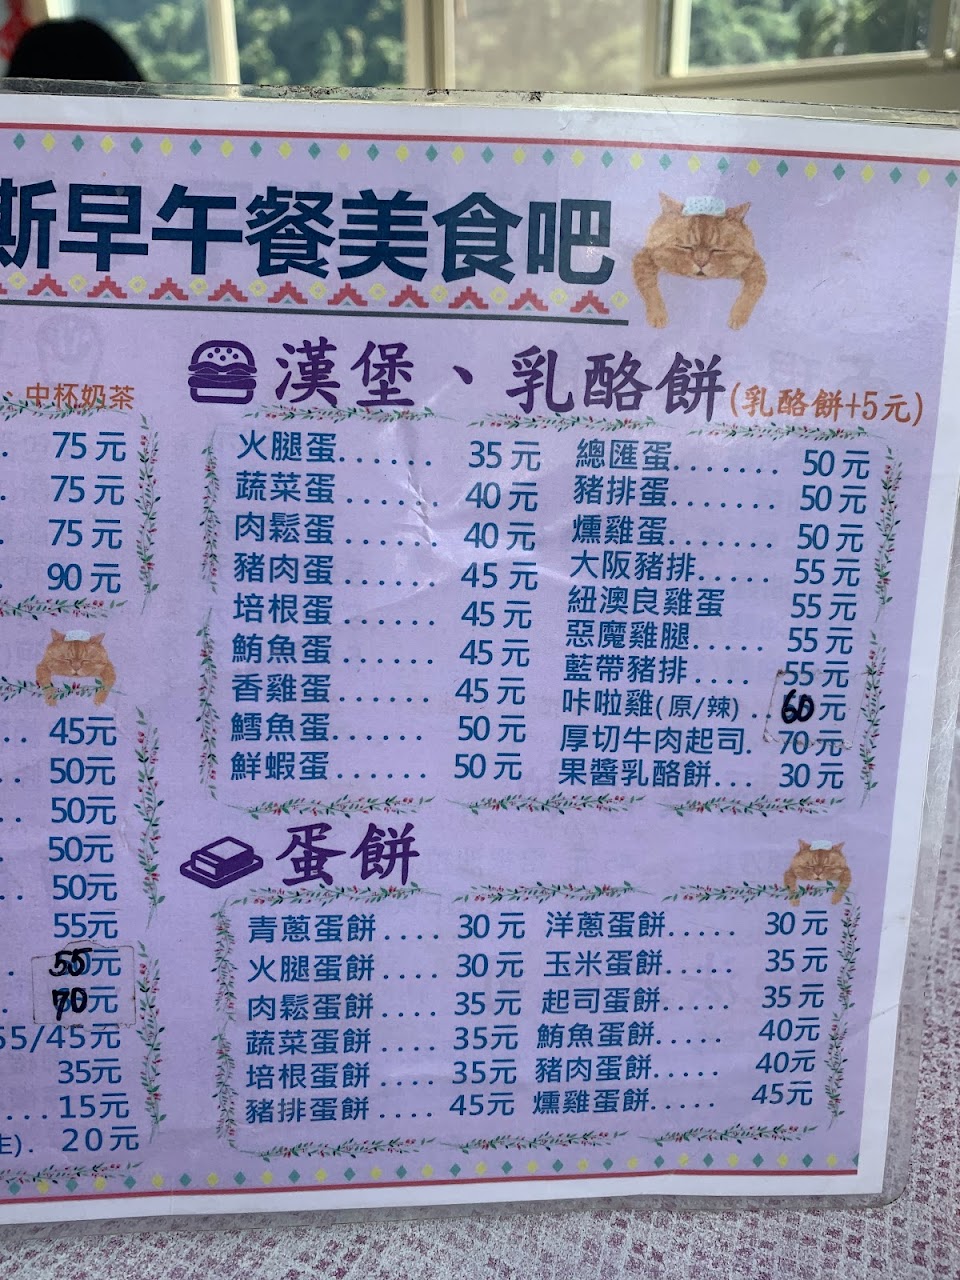 斯早午餐美食吧
、中杯奶茶
75元
75元
75元
90元
45元
50元
50元
50元
50元
55元
55元
70元
55/45元
35元
15元
20元
漢堡、乳酪餅(乳酪餅+5元)
火腿蛋...... 35元
蔬菜蛋...... 40元
肉鬆蛋...... 40元
豬肉蛋...... 45元
培根蛋...... 45元
鮪魚蛋...... 45元
香雞蛋...... 45元
鱈魚蛋...... 50元
鮮蝦蛋...... 50元
總匯蛋....... 50元
豬排蛋....... 50元
燻雞蛋....... 50元
大阪豬排..... 55元
紐澳良雞蛋 55元
惡魔雞腿..... 55元
藍帶豬排.... 55元
咔啦雞(原/辣).. 60元
厚切牛肉起司. 70元
果醬乳酪餅... 30元
蛋餅
青蔥蛋餅.... 30元
火腿蛋餅.... 30元
肉鬆蛋餅.... 35元
蔬菜蛋餅.... 35元
培根蛋餅.... 35元
豬排蛋餅.... 45元
洋蔥蛋餅..... 30元
玉米蛋餅..... 35元
起司蛋餅..... 35元
鮪魚蛋餅..... 40元
豬肉蛋餅..... 40元
燻雞蛋餅..... 45元